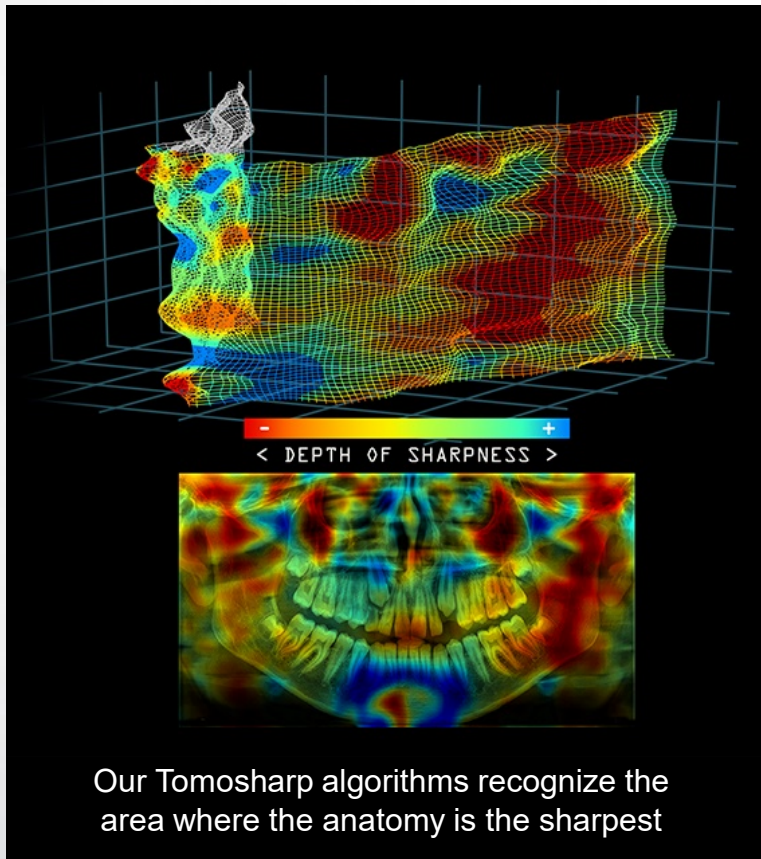 - +
< DEPTH OF SHARPNESS >
Our Tomosharp algorithms recognize the
area where the anatomy is the sharpest